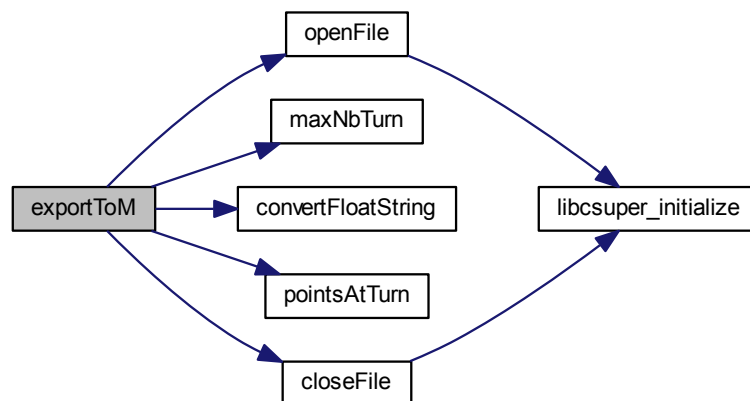 openFile
maxNbTurn
exportToM
convertFloatString
libcsuper_initialize
pointsAtTurn
closeFile